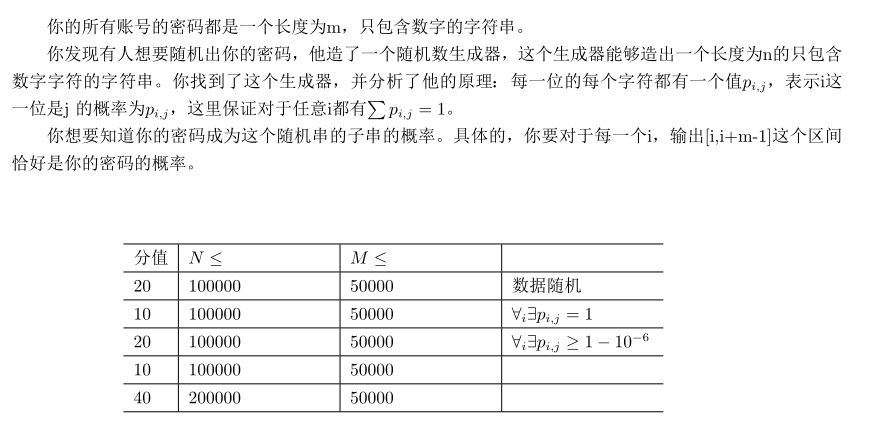 你的所有账号的密码都是一个长度为m，只包含数字的字符串。
你发现有人想要随机出你的密码，他造了一个随机数生成器，这个生成器能够造出一个长度为n的只包含
数字字符的字符串。你找到了这个生成器，并分析了他的原理：每一位的每个字符都有一个值p_{i,j}，表示i这
一位是j 的概率为p_{i,j}，这里保证对于任意i都有∑ p_{i,j} = 1。
你想要知道你的密码成为这个随机串的子串的概率。具体的，你要对于每一个i，输出[i,i+m-1]这个区间
恰好是你的密码的概率。
分值 N ≤ M ≤
20 100000 50000 数据随机
10 100000 50000 ∀_i∃p_{i,j} = 1
20 100000 50000 ∀_i∃p_{i,j} ≥ 1 − 10^{−6}
10 100000 50000
40 200000 50000